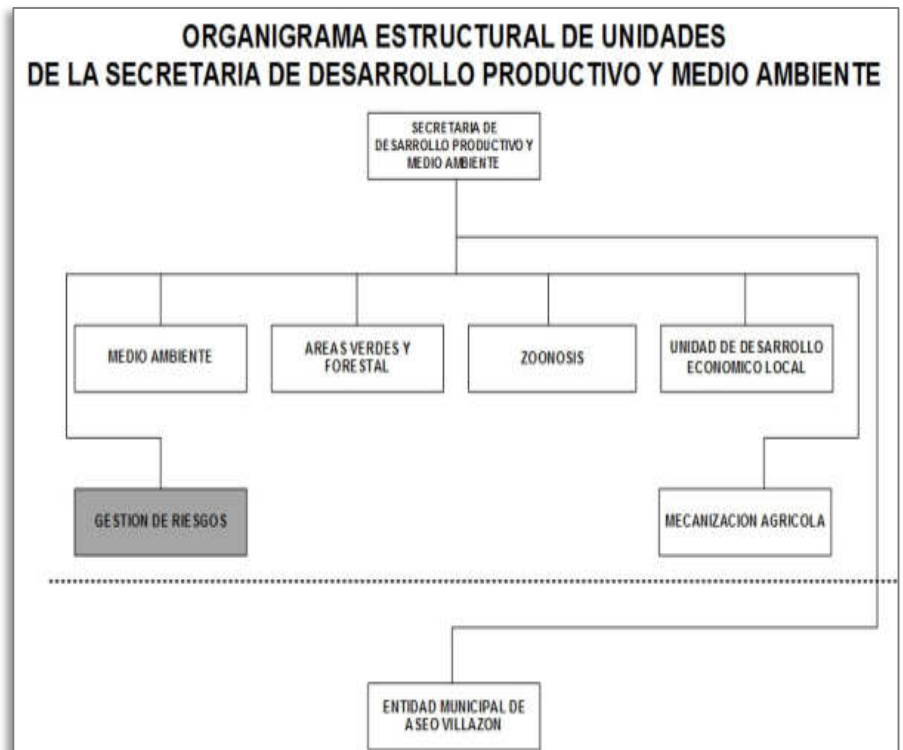 ORGANIGRAMA ESTRUCTURAL DE UNIDADES
DE LA SECRETARIA DE DESARROLLO PRODUCTIVO Y MEDIO AMBIENTE
SECRETARIA DE
DESARROLLO PRODUCTIVO Y
MEDIO AMBIENTE
MEDIO AMBIENTE
AREAS VERDES Y
FORESTAL
ZOONOSIS
UNIDAD DE DESARROLLO
ECONOMICO LOCAL
GESTION DE RIESGOS
MECANIZACION AGRICOLA
ENTIDAD MUNICIPAL DE
ASEO VILLAZON